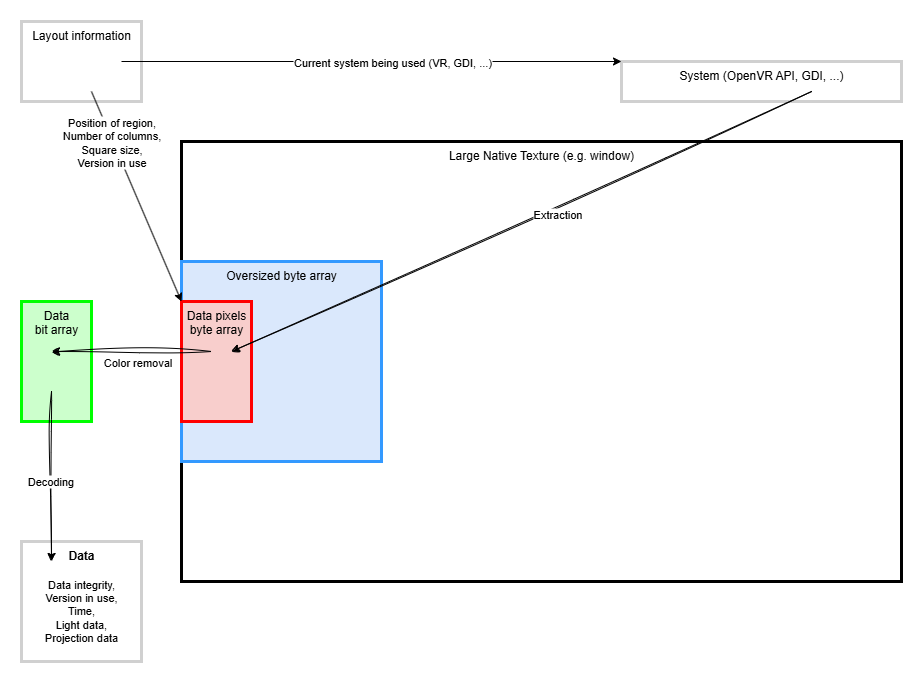 Layout information
Current system being used (VR, GDI, ...)
System (OpenVR API, GDI, ...)
Position of region,
Number of columns,
Square size,
Version in use
Large Native Texture (e.g. window)
Extraction
Oversized byte array
Data
bit array
Data pixels
byte array
Color removal
Decoding
Data
Data integrity,
Version in use,
Time,
Light data,
Projection data